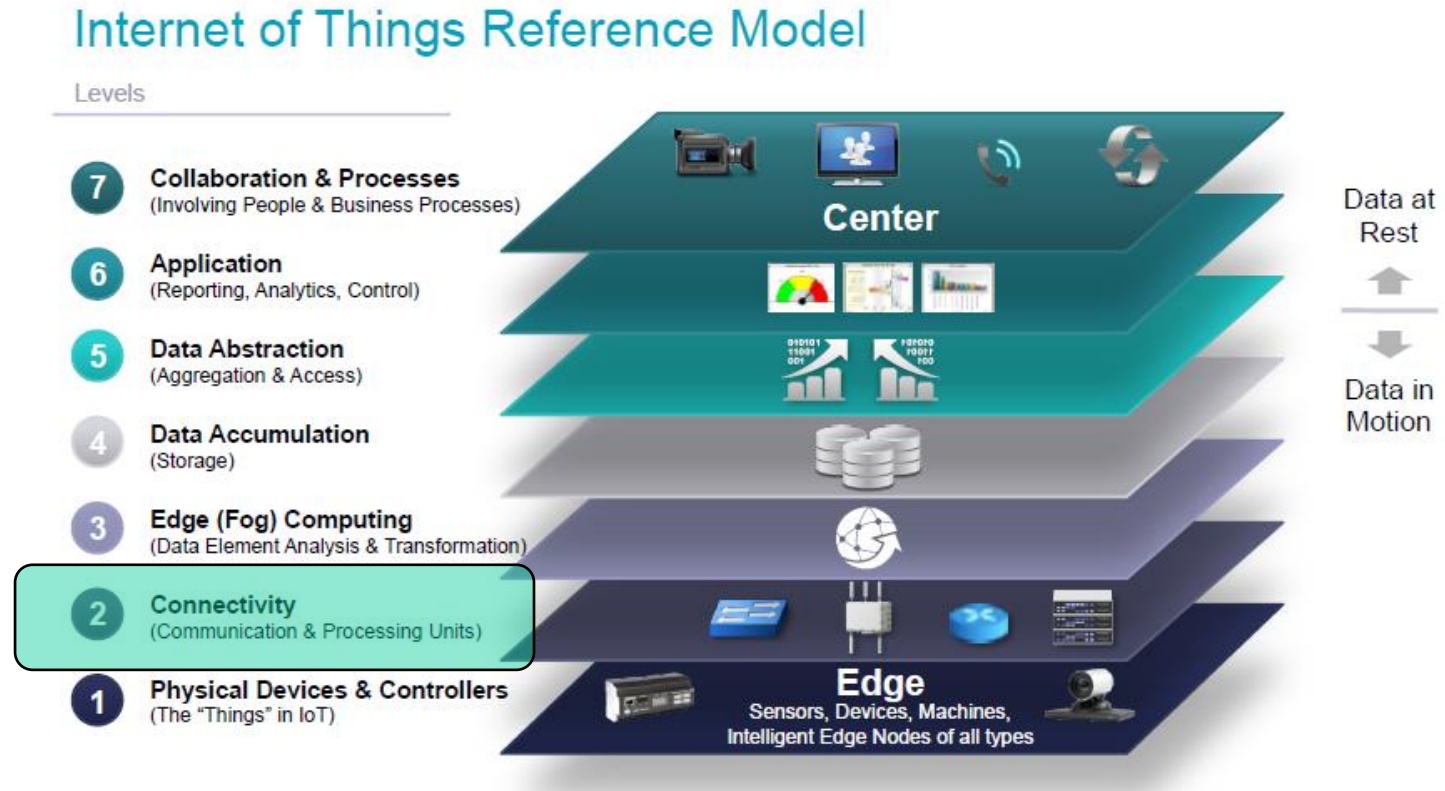 Internet of Things Reference Model
Levels
7
Collaboration & Processes
(Involving People & Business Processes)
6
Application
(Reporting, Analytics, Control)
5
Data Abstraction
(Aggregation & Access)
4
Data Accumulation
(Storage)
3
Edge (Fog) Computing
(Data Element Analysis & Transformation)
2
Connectivity
(Communication & Processing Units)
1
Physical Devices & Controllers
(The “Things” in IoT)
Center
010101
11001
001
Edge
Sensors, Devices, Machines,
Intelligent Edge Nodes of all types
Data at
Rest
Data in
Motion